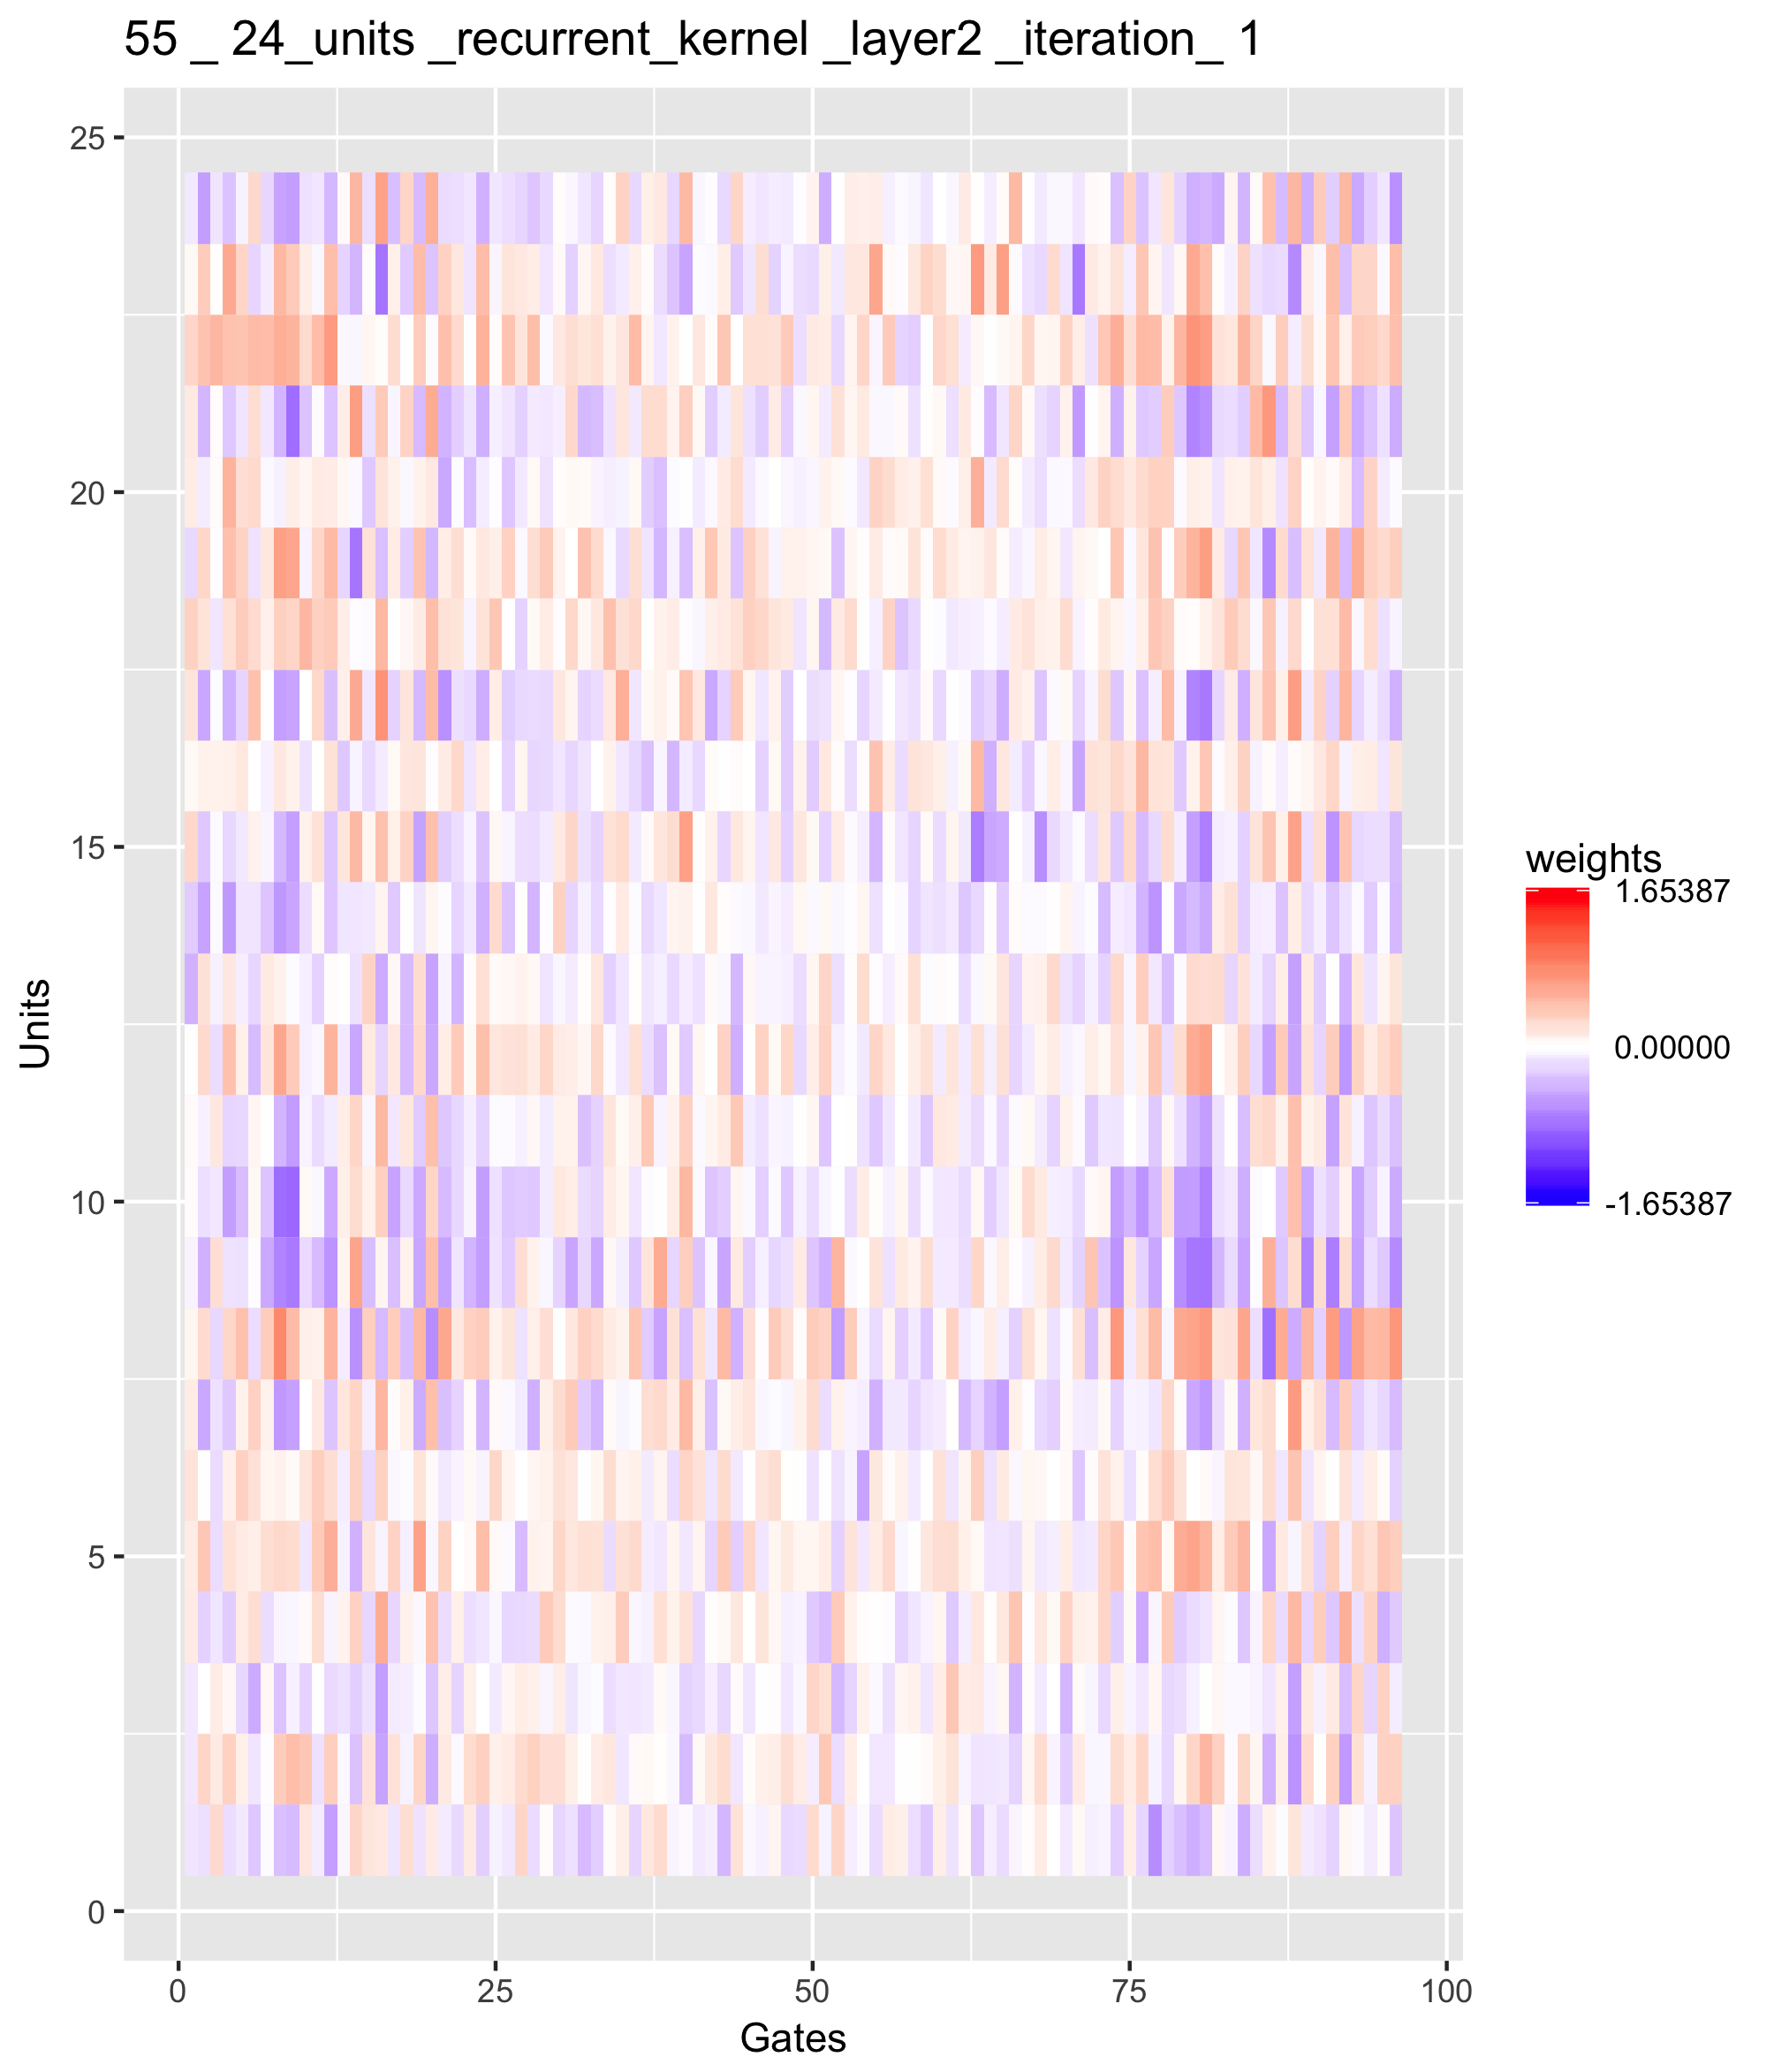 55 _ 24_units _recurrent_kernel _layer2 _iteration_ 1
25
20
15
10
5
0
Units
0 25 50 75 100
Gates
weights
1.65387
0.00000
-1.65387